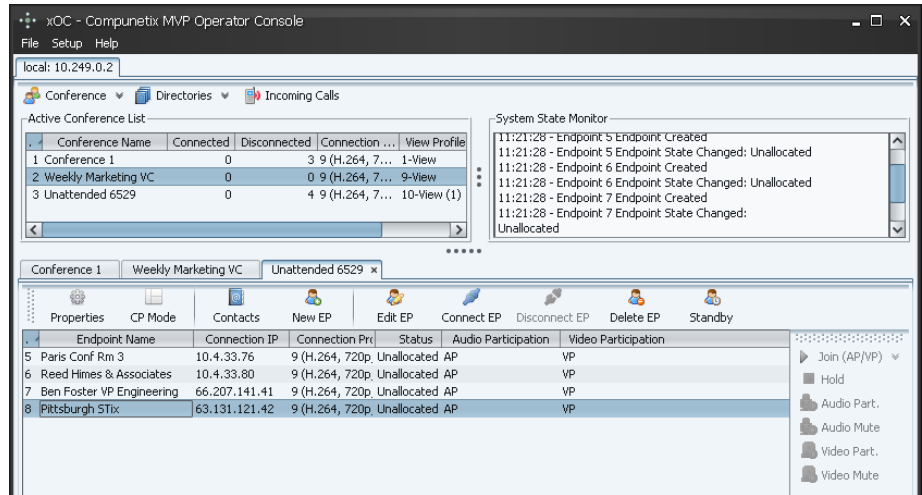 xOC - Compunetix MVP Operator Console
File Setup Help
local: 10.249.0.2
Conference Directories Incoming Calls
Active Conference List
. Conference Name Connected Disconnected Connection ... View Profile
1 Conference 1 0 3 9 (H.264, 7... 1-View
2 Weekly Marketing VC 0 0 9 (H.264, 7... 9-View
3 Unattended 6529 0 4 9 (H.264, 7... 10-View (1)
System State Monitor
11:21:28 - Endpoint 5 Endpoint Created
11:21:28 - Endpoint 5 Endpoint State Changed: Unallocated
11:21:28 - Endpoint 6 Endpoint Created
11:21:28 - Endpoint 6 Endpoint State Changed: Unallocated
11:21:28 - Endpoint 7 Endpoint Created
11:21:28 - Endpoint 7 Endpoint State Changed:
Unallocated
Conference 1 Weekly Marketing VC Unattended 6529
Properties CP Mode Contacts New EP Edit EP Connect EP Disconnect EP Delete EP Standby
. Endpoint Name Connection IP Connection Pro Status Audio Participation Video Participation
5 Paris Conf Rm 3 10.4.33.76 9 (H.264, 720p, Unallocated AP VP
6 Reed Himes & Associates 10.4.33.80 9 (H.264, 720p, Unallocated AP VP
7 Ben Foster VP Engineering 66.207.141.41 9 (H.264, 720p, Unallocated AP VP
8 Pittsburgh STix 63.131.121.42 9 (H.264, 720p, Unallocated AP VP
Join (AP/VP)
Hold
Audio Part.
Audio Mute
Video Part.
Video Mute